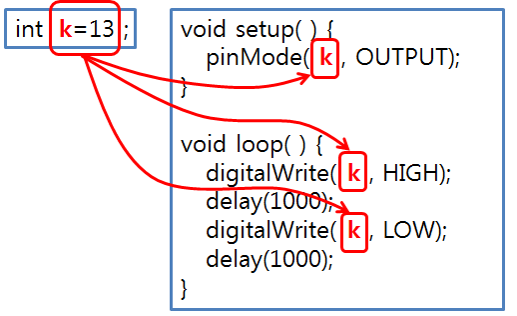 int k=13 ;
void setup( ) {
pinMode( k , OUTPUT);
}
void loop( ) {
digitalWrite( k , HIGH);
delay(1000);
digitalWrite( k , LOW);
delay(1000);
}